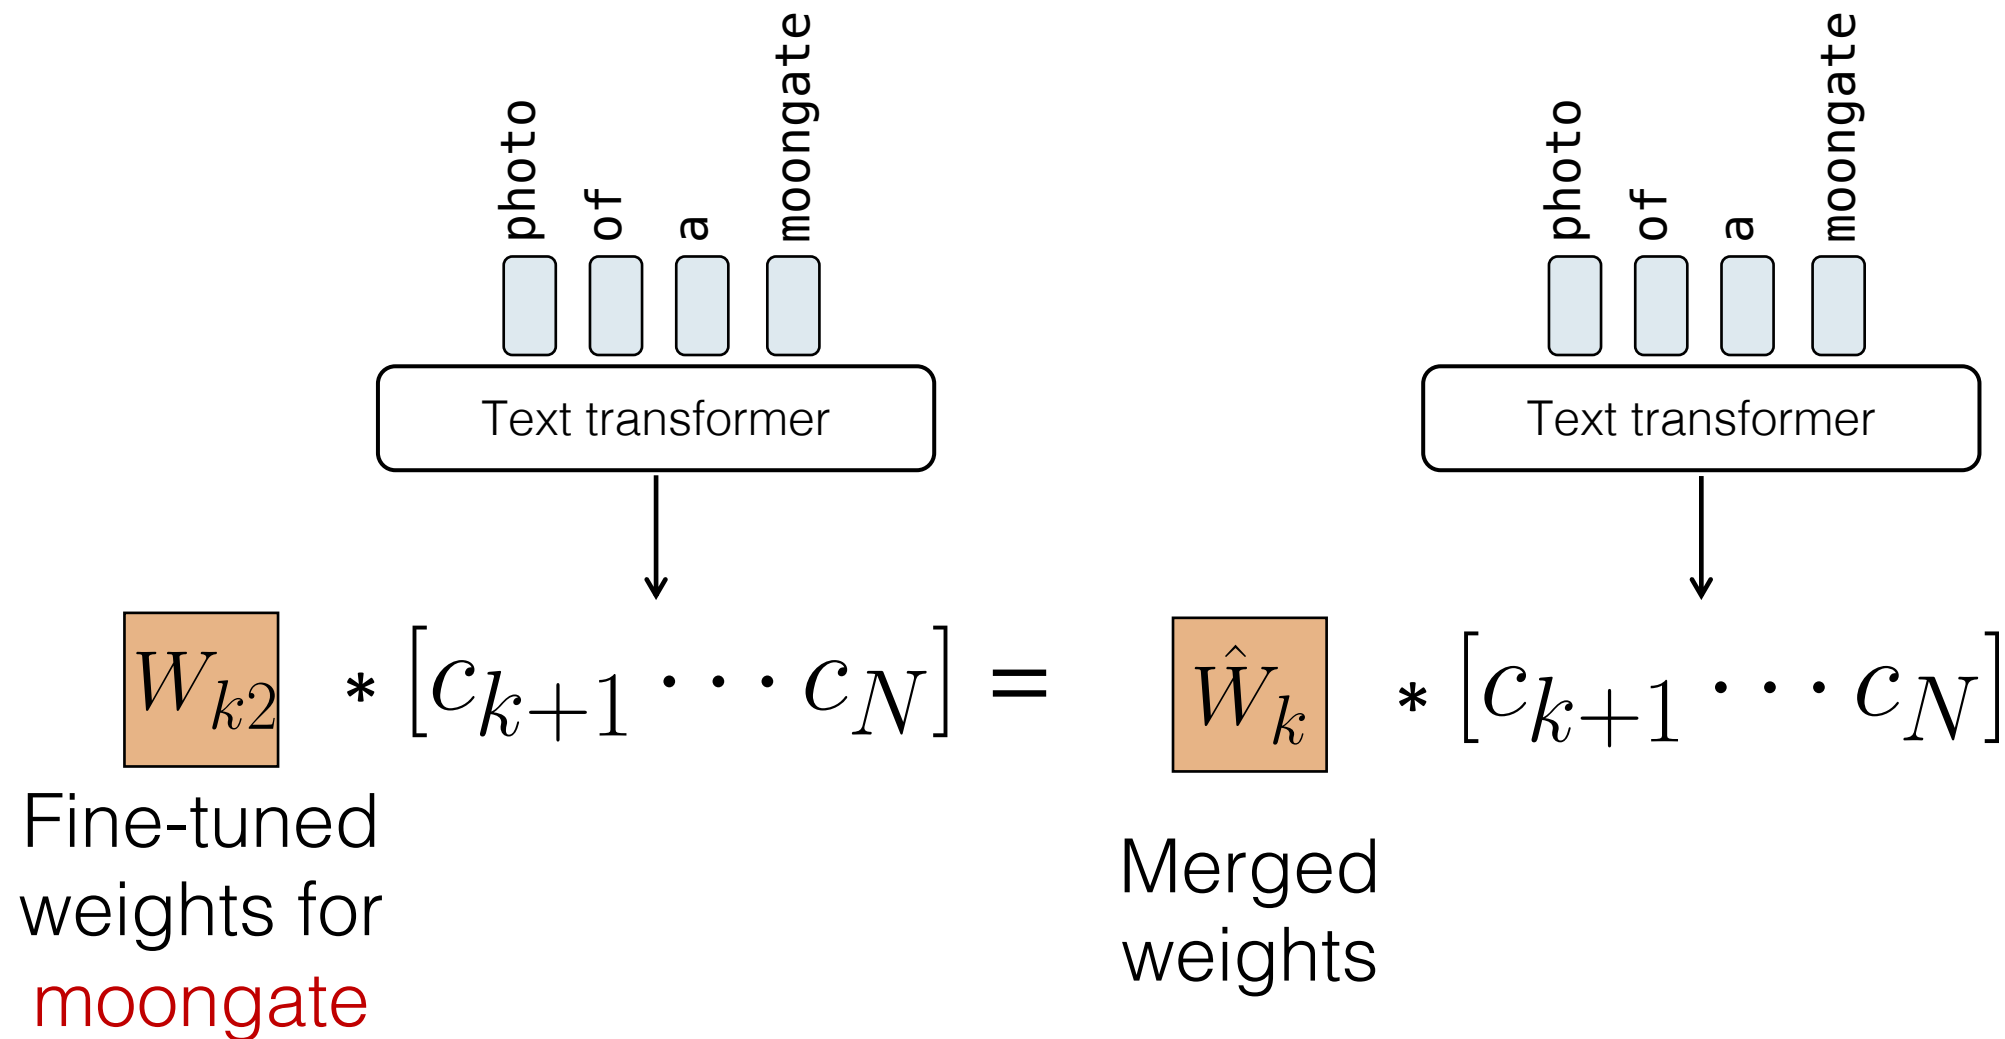 photo of a moongate
photo of a moongate
Text transformer
Text transformer
W_{k2} * [c_{k+1} ··· c_N] = Ŵ_k * [c_{k+1} ··· c_N]
Fine-tuned
weights for
moongate
Merged
weights